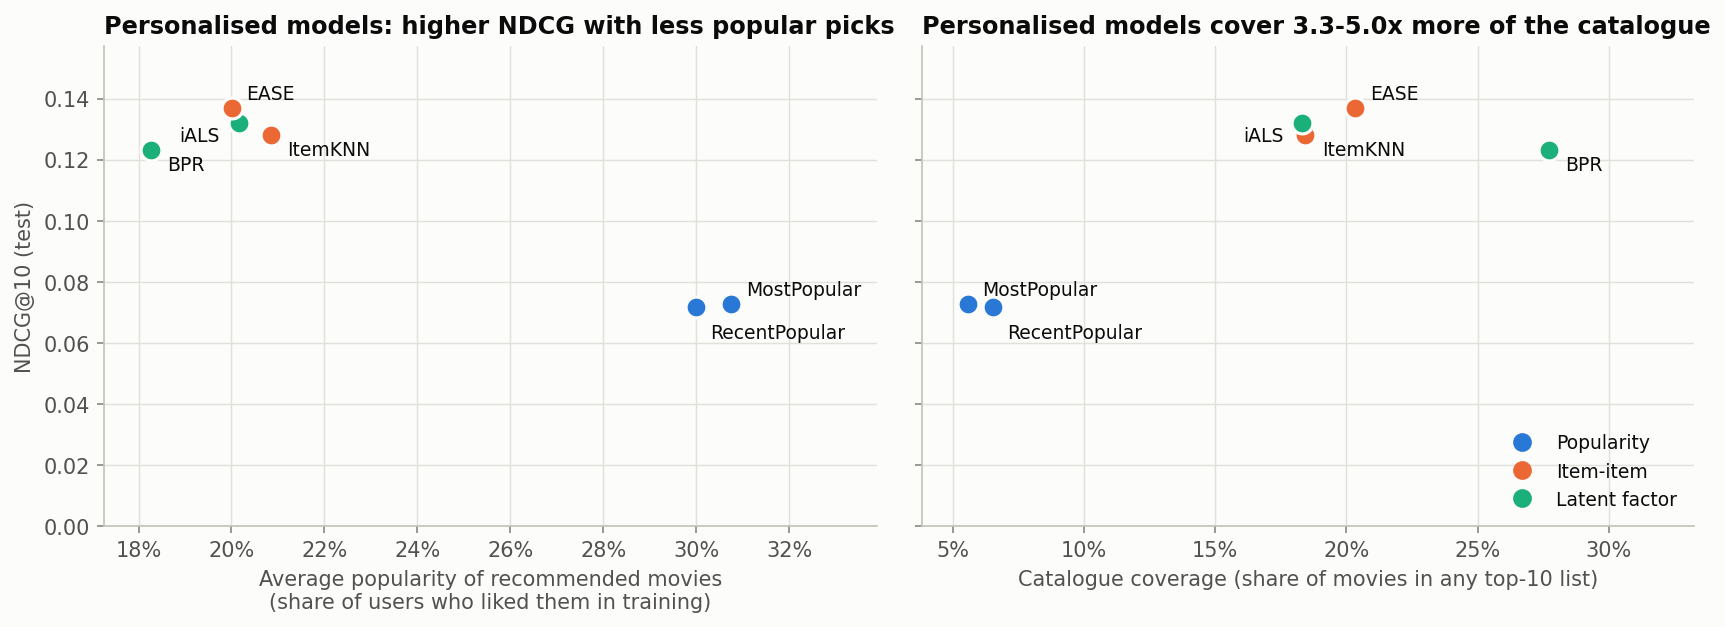 Personalised models: higher NDCG with less popular picks
EASE
iALS
ItemKNN
BPR
MostPopular
RecentPopular
NDCG@10 (test)
0.14
0.12
0.10
0.08
0.06
0.04
0.02
0.00
18% 20% 22% 24% 26% 28% 30% 32%
Average popularity of recommended movies
(share of users who liked them in training)
Personalised models cover 3.3-5.0x more of the catalogue
EASE
iALS
ItemKNN
BPR
MostPopular
RecentPopular
Popularity
Item-item
Latent factor
5% 10% 15% 20% 25% 30%
Catalogue coverage (share of movies in any top-10 list)